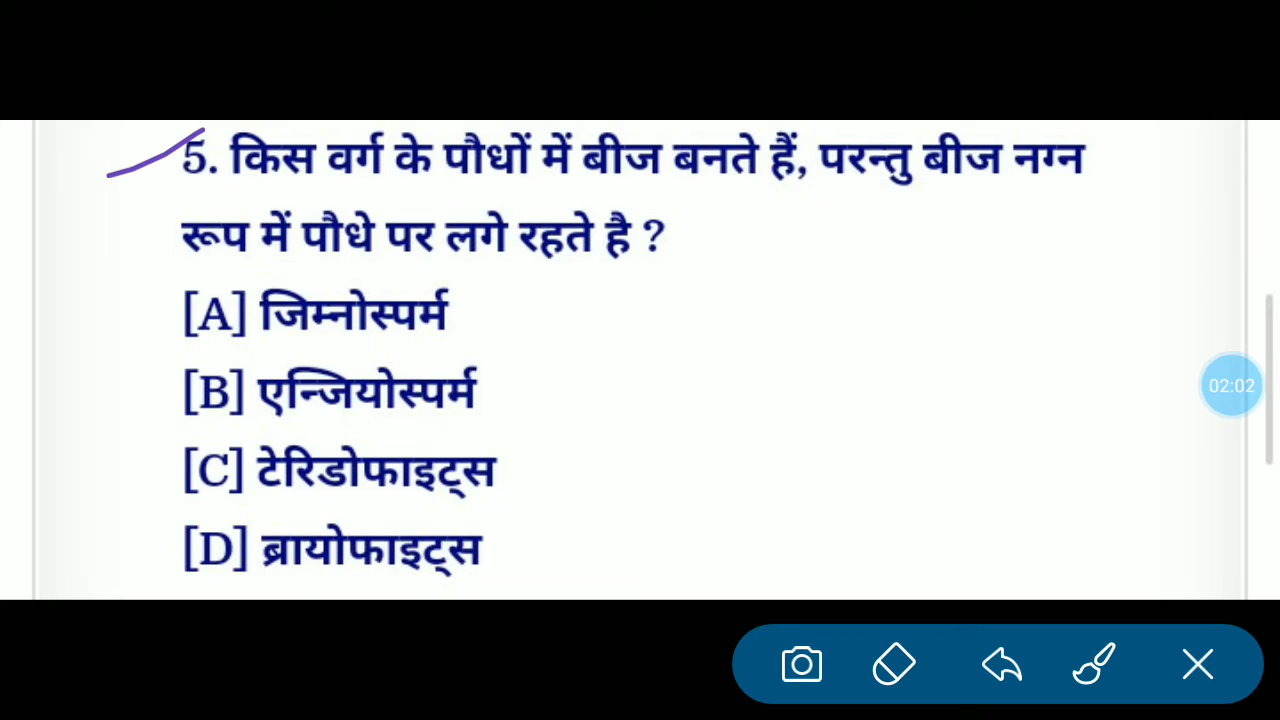 5. किस वर्ग के पौधों में बीज बनते हैं, परन्तु बीज नग्न
रूप में पौधे पर लगे रहते है ?
[A] जिम्नोस्पर्म
[B] एन्जियोस्पर्म
02:02
[C] टेरिडोफाइट्स
[D] ब्रायोफाइट्स